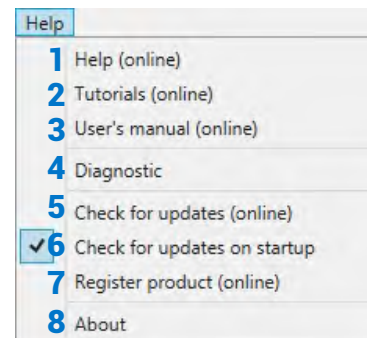 Help
1 Help (online)
2 Tutorials (online)
3 User's manual (online)
4 Diagnostic
5 Check for updates (online)
6 Check for updates on startup
7 Register product (online)
8 About